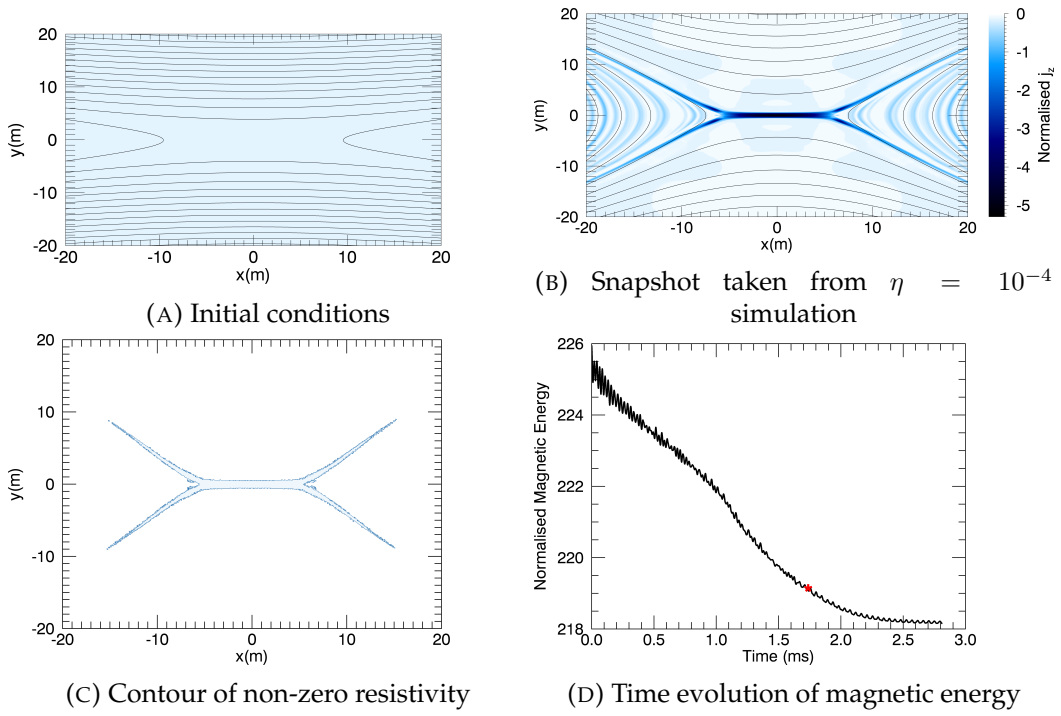 20
10
0
-10
-20
y(m)
-20 -10 0 10 20
x(m)
(A) Initial conditions
20
10
0
-10
-20
y(m)
-20 -10 0 10 20
x(m)
0
-1
-2
-3
-4
-5
Normalised j_z
(B) Snapshot taken from η = 10^{-4}
simulation
20
10
0
-10
-20
y(m)
-20 -10 0 10 20
x(m)
(C) Contour of non-zero resistivity
226
224
222
220
218
Normalised Magnetic Energy
0.0 0.5 1.0 1.5 2.0 2.5 3.0
Time (ms)
(D) Time evolution of magnetic energy